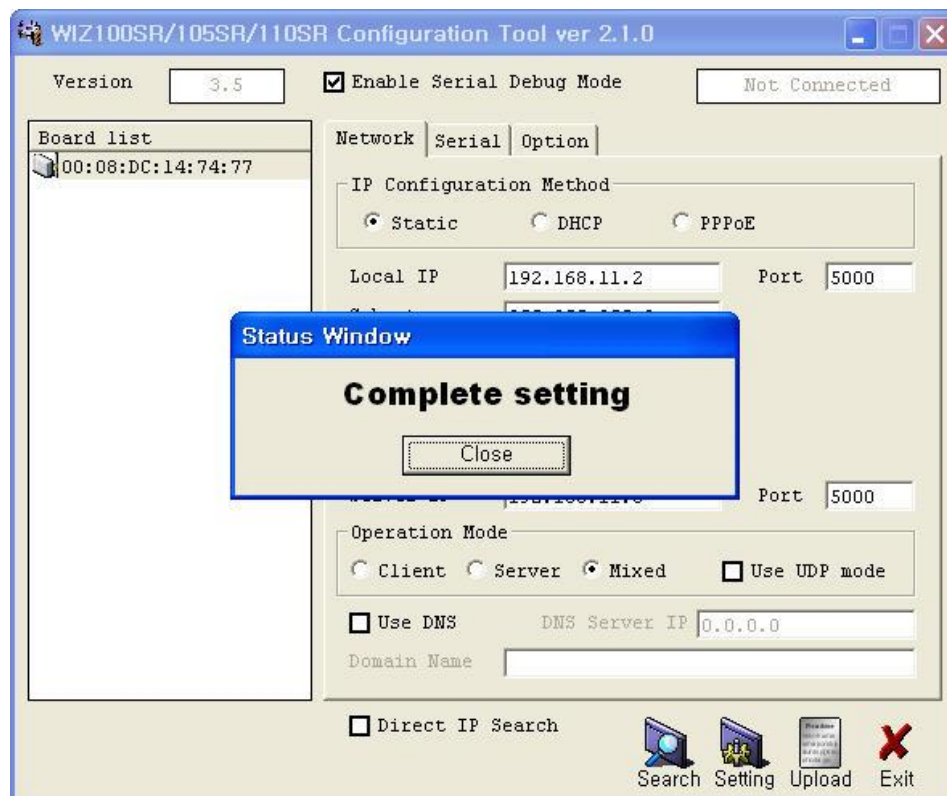 WIZ100SR/105SR/110SR Configuration Tool ver 2.1.0
Version 3.5 Enable Serial Debug Mode Not Connected
Board list
00:08:DC:14:74:77
Network Serial Option
IP Configuration Method
Static DHCP PPPoE
Local IP 192.168.11.2 Port 5000
Status Window
Complete setting
Close
Port 5000
Operation Mode
Client Server Mixed Use UDP mode
Use DNS DNS Server IP 0.0.0.0
Domain Name
Direct IP Search
Search Setting Upload Exit